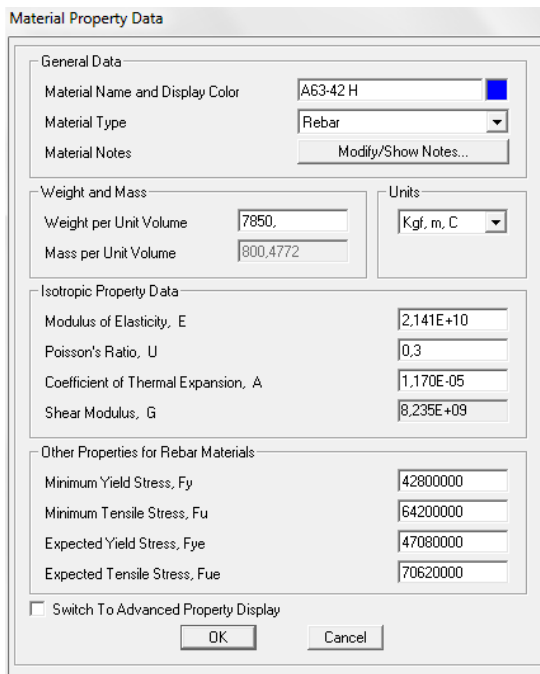 Material Property Data
General Data
Material Name and Display Color A63-42 H
Material Type Rebar
Material Notes Modify/Show Notes...
Weight and Mass Units
Weight per Unit Volume 7850, Kgf, m, C
Mass per Unit Volume 800,4772
Isotropic Property Data
Modulus of Elasticity, E 2,141E+10
Poisson's Ratio, U 0,3
Coefficient of Thermal Expansion, A 1,170E-05
Shear Modulus, G 8,235E+09
Other Properties for Rebar Materials
Minimum Yield Stress, Fy 42800000
Minimum Tensile Stress, Fu 64200000
Expected Yield Stress, Fye 47080000
Expected Tensile Stress, Fue 70620000
Switch To Advanced Property Display
OK Cancel